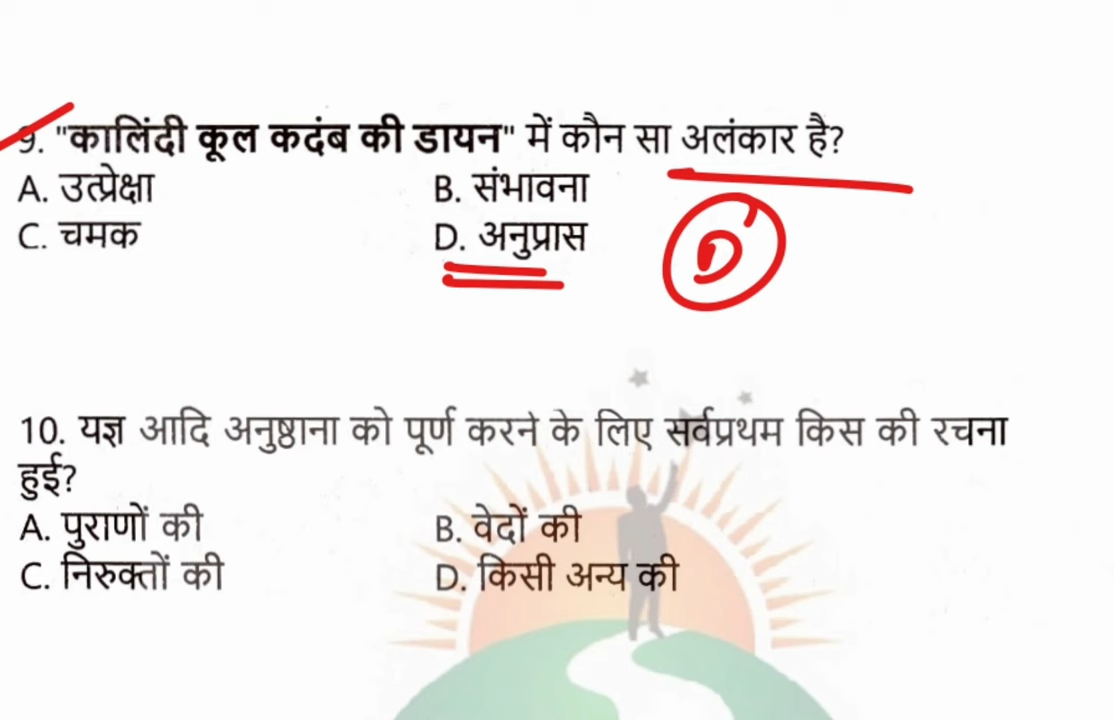 9. "कालिंदी कूल कदंब की डायन" में कौन सा अलंकार है?
A. उत्प्रेक्षा B. संभावना
C. चमक D. अनुप्रास
D
10. यज्ञ आदि अनुष्ठाना को पूर्ण करने के लिए सर्वप्रथम किस की रचना
हुई?
A. पुराणों की B. वेदों की
C. निरुक्तों की D. किसी अन्य की